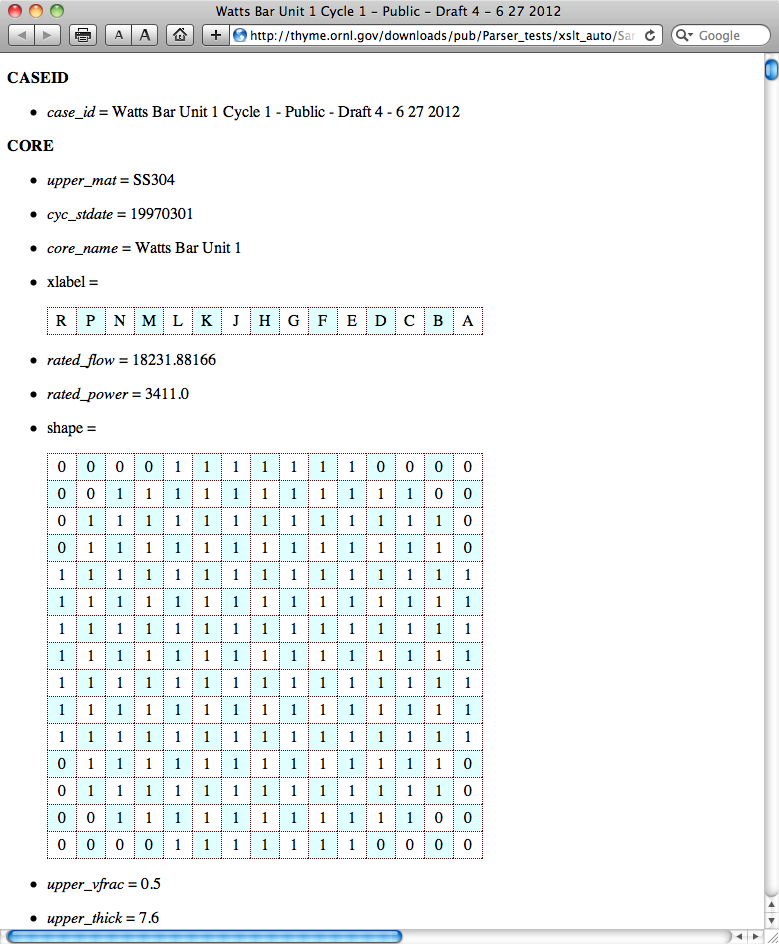 Watts Bar Unit 1 Cycle 1 – Public – Draft 4 – 6 27 2012
A A + http://thyme.ornl.gov/downloads/pub/Parser_tests/xslt_auto/Sar Google
CASEID
• case_id = Watts Bar Unit 1 Cycle 1 - Public - Draft 4 - 6 27 2012
CORE
• upper_mat = SS304
• cyc_stdate = 19970301
• core_name = Watts Bar Unit 1
• xlabel =
R P N M L K J H G F E D C B A
• rated_flow = 18231.88166
• rated_power = 3411.0
• shape =
0 0 0 0 1 1 1 1 1 1 1 0 0 0 0
0 0 1 1 1 1 1 1 1 1 1 1 1 0 0
0 1 1 1 1 1 1 1 1 1 1 1 1 1 0
0 1 1 1 1 1 1 1 1 1 1 1 1 1 0
1 1 1 1 1 1 1 1 1 1 1 1 1 1 1
1 1 1 1 1 1 1 1 1 1 1 1 1 1 1
1 1 1 1 1 1 1 1 1 1 1 1 1 1 1
1 1 1 1 1 1 1 1 1 1 1 1 1 1 1
1 1 1 1 1 1 1 1 1 1 1 1 1 1 1
1 1 1 1 1 1 1 1 1 1 1 1 1 1 1
1 1 1 1 1 1 1 1 1 1 1 1 1 1 1
0 1 1 1 1 1 1 1 1 1 1 1 1 1 0
0 1 1 1 1 1 1 1 1 1 1 1 1 1 0
0 0 1 1 1 1 1 1 1 1 1 1 1 0 0
0 0 0 0 1 1 1 1 1 1 1 0 0 0 0
• upper_vfrac = 0.5
• upper_thick = 7.6